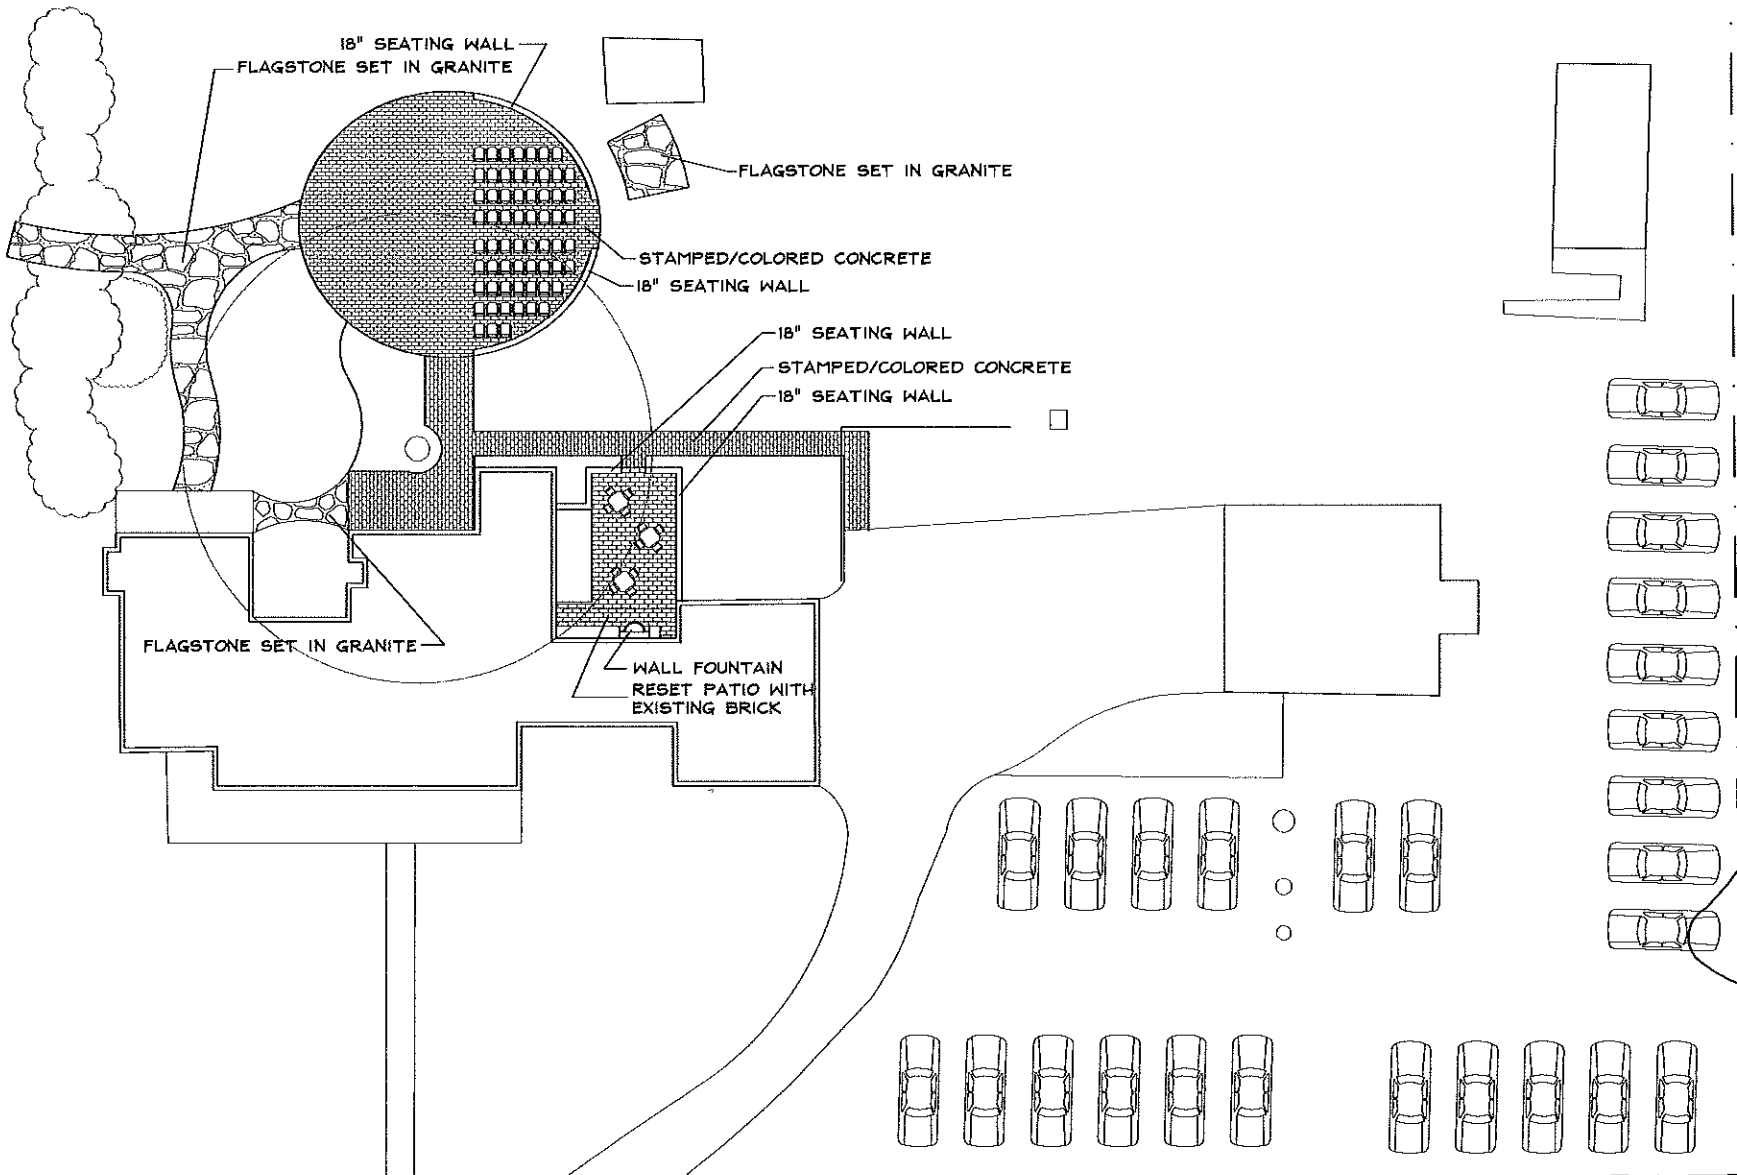 18" SEATING WALL
FLAGSTONE SET IN GRANITE
FLAGSTONE SET IN GRANITE
STAMPED/COLORED CONCRETE
18" SEATING WALL
18" SEATING WALL
STAMPED/COLORED CONCRETE
18" SEATING WALL
FLAGSTONE SET IN GRANITE
WALL FOUNTAIN
RESET PATIO WITH
EXISTING BRICK